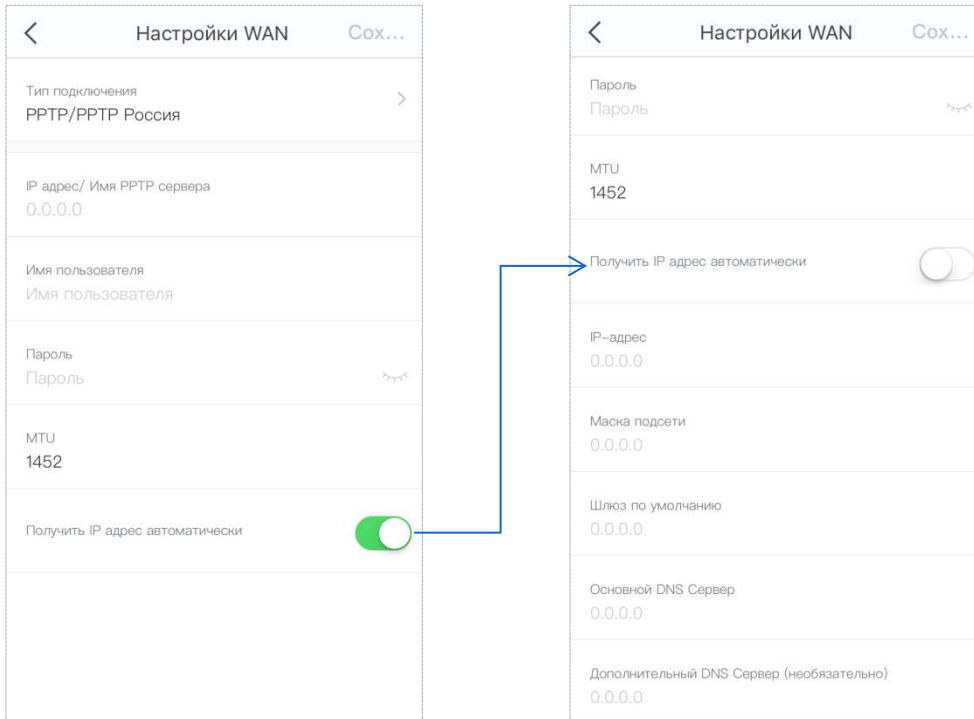 Настройки WAN
Сох...
Тип подключения
PPTP/PPTP Россия
IP адрес/ Имя PPTP сервера
0.0.0.0
Имя пользователя
Имя пользователя
Пароль
Пароль
MTU
1452
Получить IP адрес автоматически
Настройки WAN
Сох...
Пароль
Пароль
MTU
1452
Получить IP адрес автоматически
IP-адрес
0.0.0.0
Маска подсети
0.0.0.0
Шлюз по умолчанию
0.0.0.0
Основной DNS Сервер
0.0.0.0
Дополнительный DNS Сервер (необязательно)
0.0.0.0